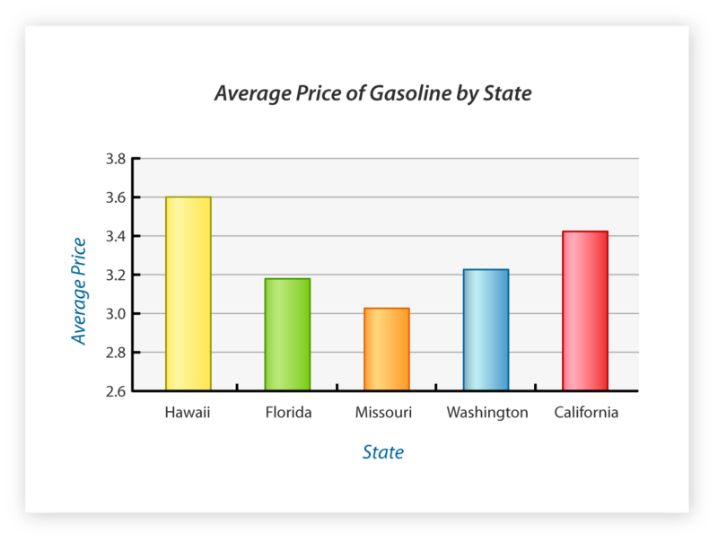 Average Price of Gasoline by State
Average Price
3.8
3.6
3.4
3.2
3.0
2.8
2.6
Hawaii Florida Missouri Washington California
State